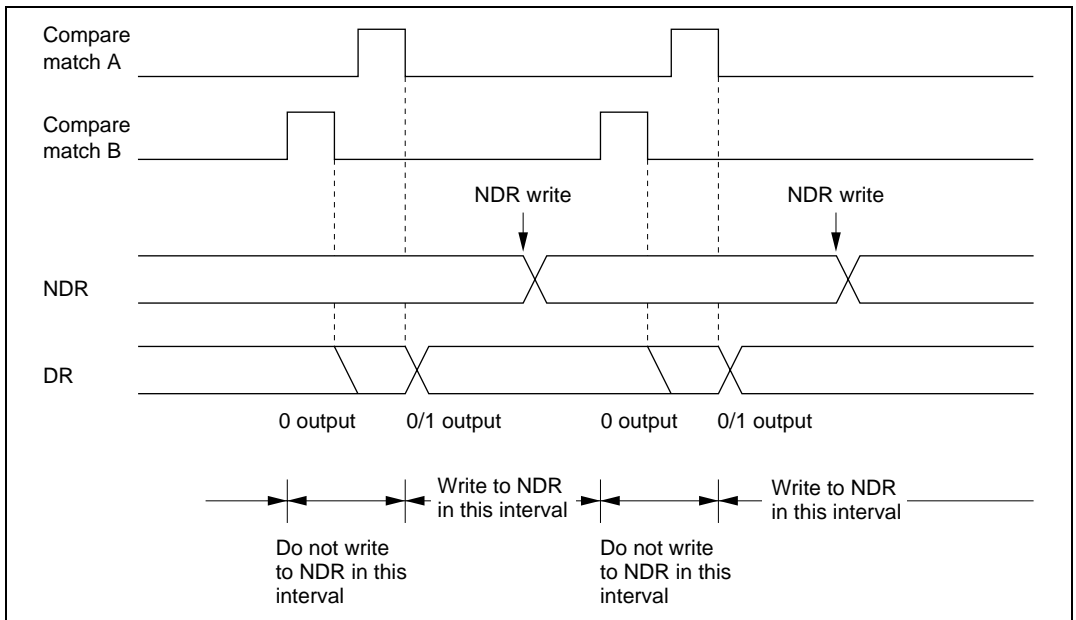 Compare
match A
Compare
match B
NDR write NDR write
NDR
DR
0 output 0/1 output 0 output 0/1 output
Write to NDR
in this interval
Write to NDR
in this interval
Do not write
to NDR in this
interval
Do not write
to NDR in this
interval